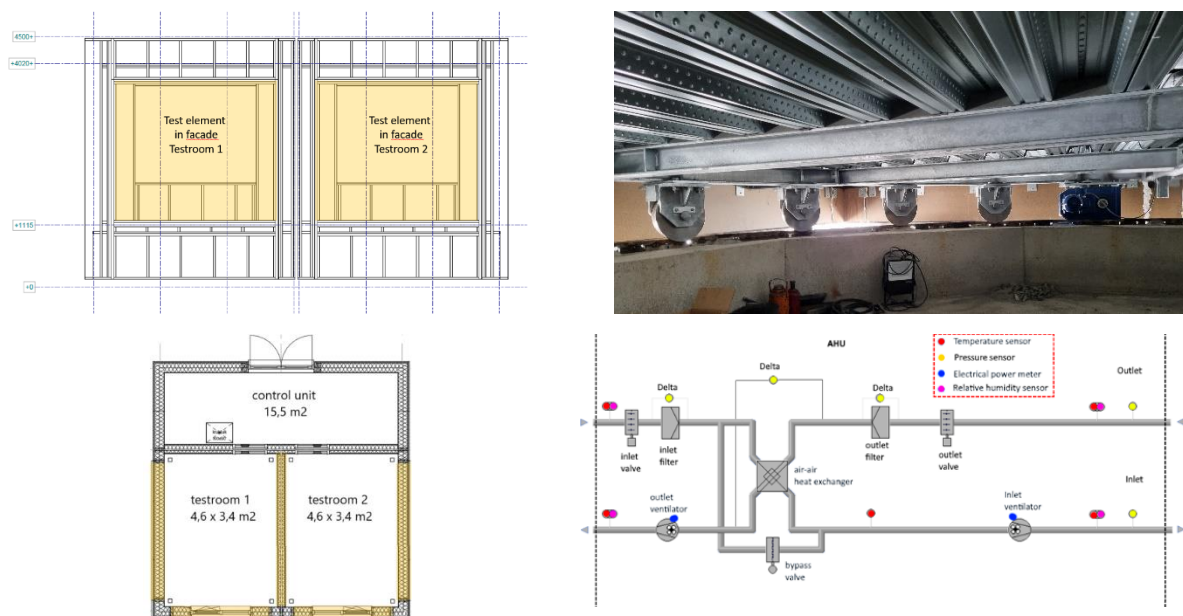 4500+
+4020+
Test element
in facade
Testroom 1
Test element
in facade
Testroom 2
+1115
+0
control unit
15,5 m2
testroom 1
4,6 x 3,4 m2
testroom 2
4,6 x 3,4 m2
AHU
Temperature sensor
Pressure sensor
Electrical power meter
Relative humidity sensor
Outlet
Delta
Delta
Delta
inlet
valve
inlet
filter
outlet
filter
outlet
valve
air-air
heat exchanger
Inlet
outlet
ventilator
Inlet
ventilator
bypass
valve